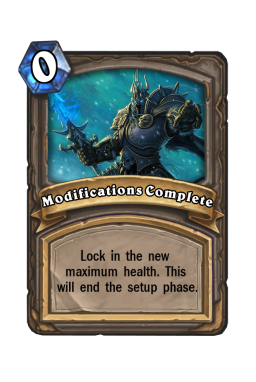 0
Modifications Complete
Lock in the new
maximum health. This
will end the setup phase.